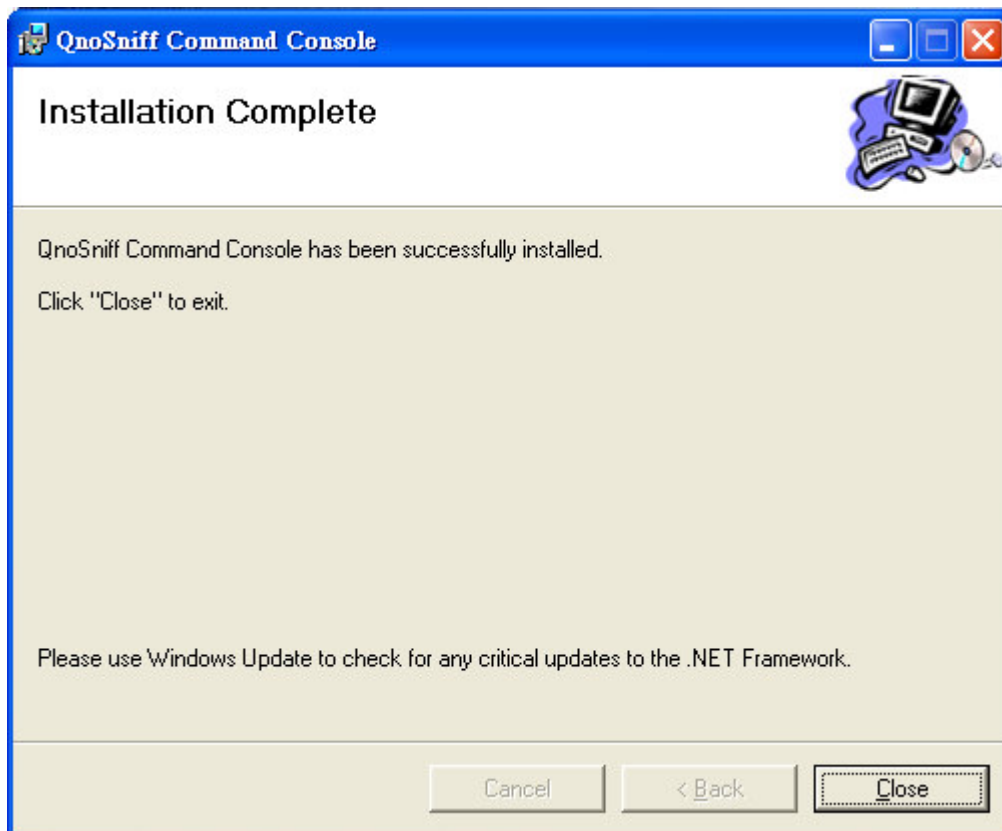 QnoSniff Command Console
Installation Complete
QnoSniff Command Console has been successfully installed.
Click "Close" to exit.
Please use Windows Update to check for any critical updates to the .NET Framework.
Cancel
< Back
Close